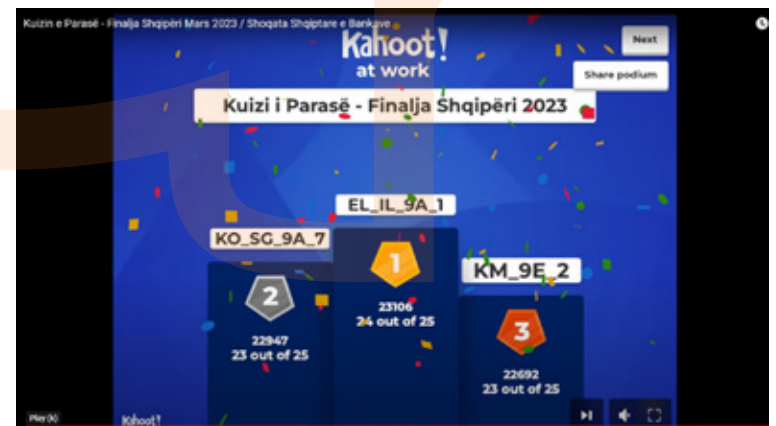 Kuizin e Parasë - Finalja Shqipëri Mars 2023 / Shoqata Shqiptare e Bankave
Kahoot!
at work
Next
Share podium
Kuizi i Parasë - Finalja Shqipëri 2023
EL_IL_9A_1
KO_SG_9A_7
KM_9E_2
1
2
3
23106
24 out of 25
22947
23 out of 25
22692
23 out of 25
Play (k)
Kahoot!